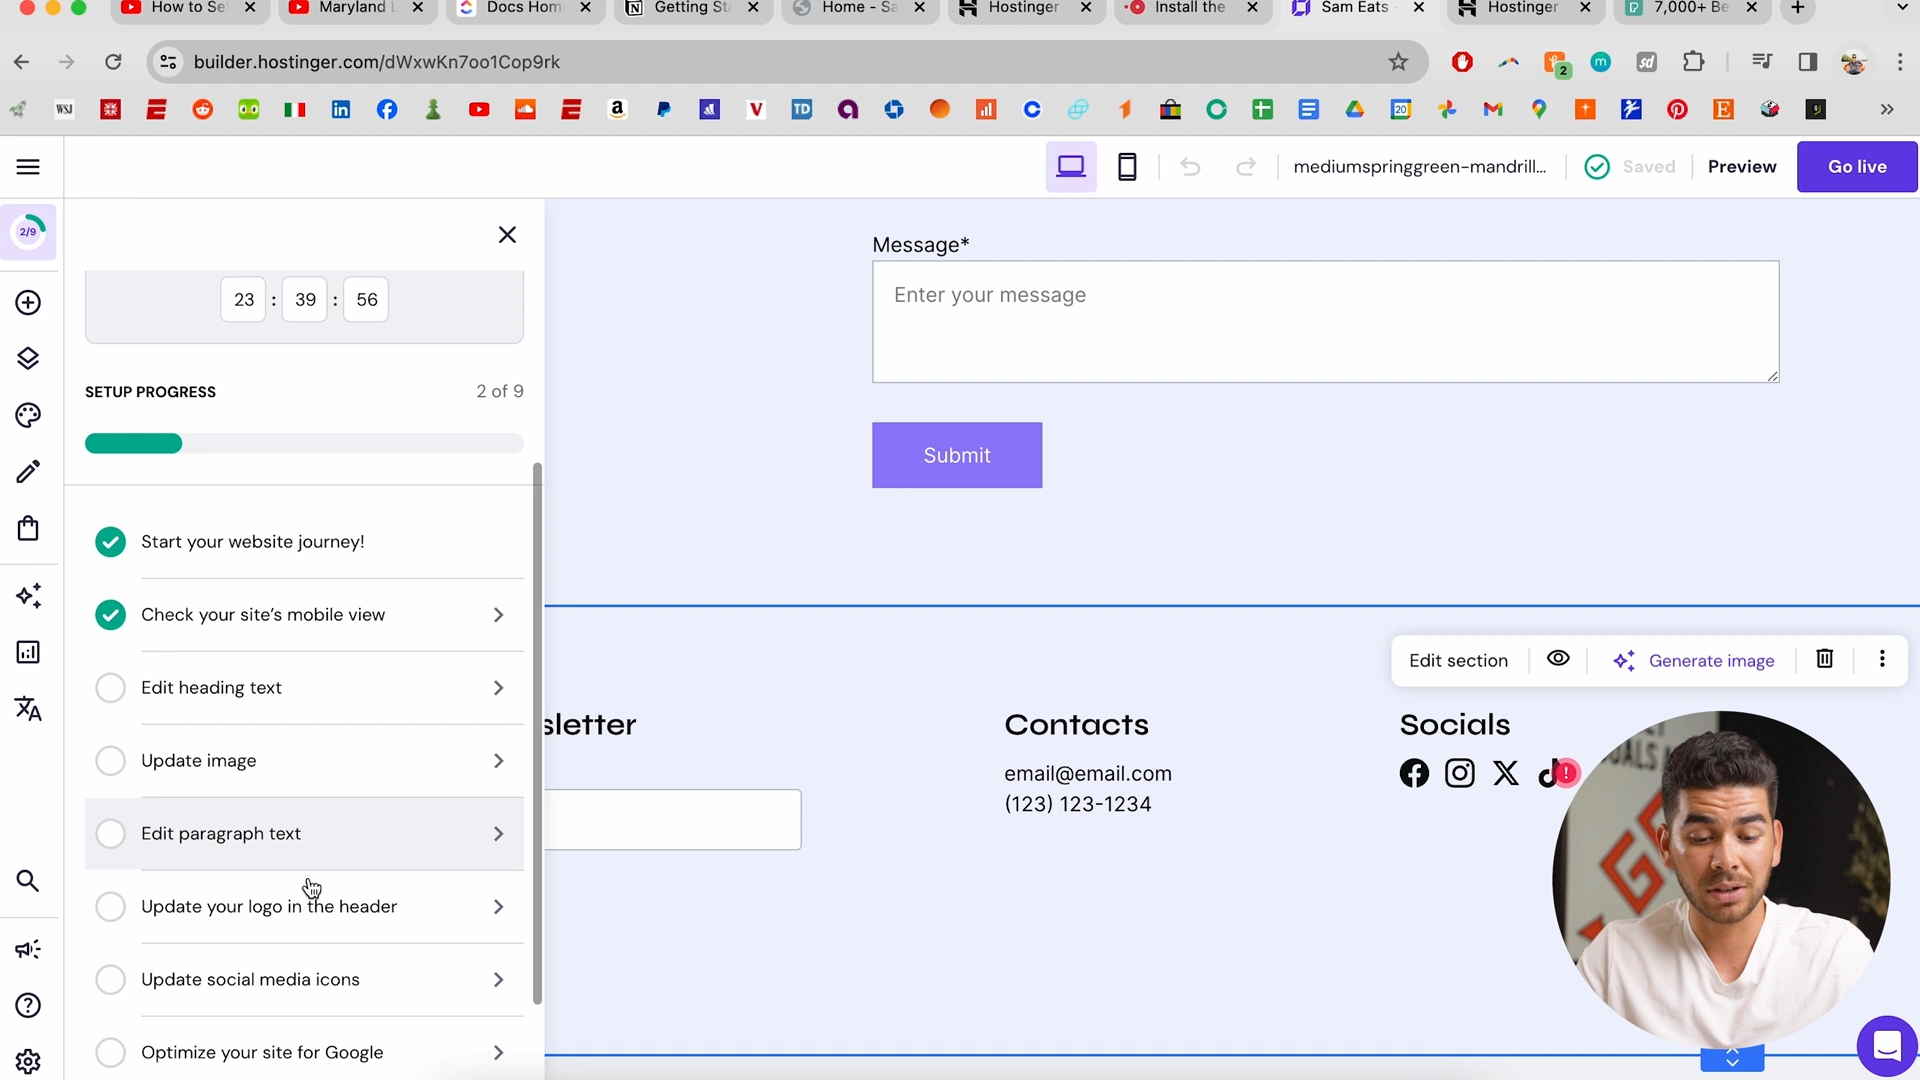 How to Se
Maryland
Docs Hom
Getting St
Home - Sa
Hostinger
Install the
Sam Eats -
Hostinger
7,000+ Be
builder.hostinger.com/dWxwKn7oo1Cop9rk
2
WSJ
TD
20
mediumspringgreen-mandrill...
Saved
Preview
Go live
2/9
23 : 39 : 56
SETUP PROGRESS
2 of 9
Start your website journey!
Check your site's mobile view
Edit heading text
Update image
Edit paragraph text
Update your logo in the header
Update social media icons
Optimize your site for Google
Message*
Enter your message
Submit
Edit section
Generate image
sletter
Contacts
email@email.com
(123) 123-1234
Socials